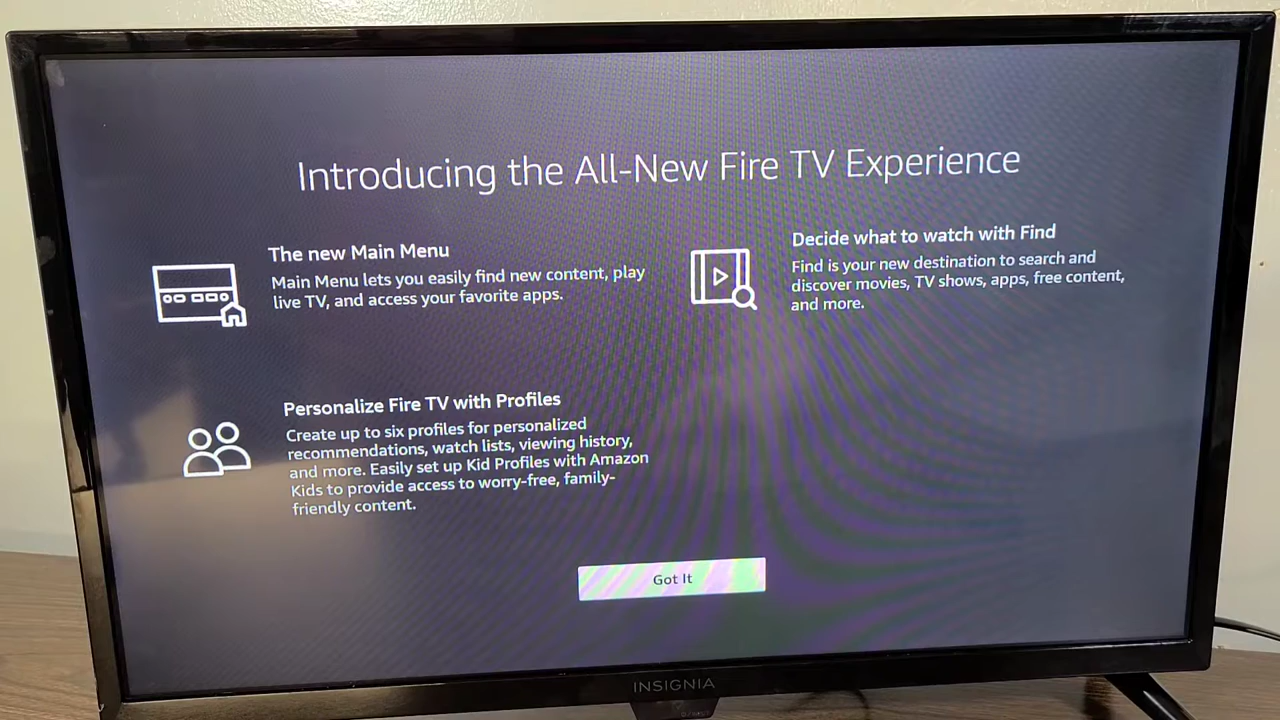 Introducing the All-New Fire TV Experience
The new Main Menu
Main Menu lets you easily find new content, play
live TV, and access your favorite apps.
Decide what to watch with Find
Find is your new destination to search and
discover movies, TV shows, apps, free content,
and more.
Personalize Fire TV with Profiles
Create up to six profiles for personalized
recommendations, watch lists, viewing history,
and more. Easily set up Kid Profiles with Amazon
Kids to provide access to worry-free, family-
friendly content.
Got It
INSIGNIA